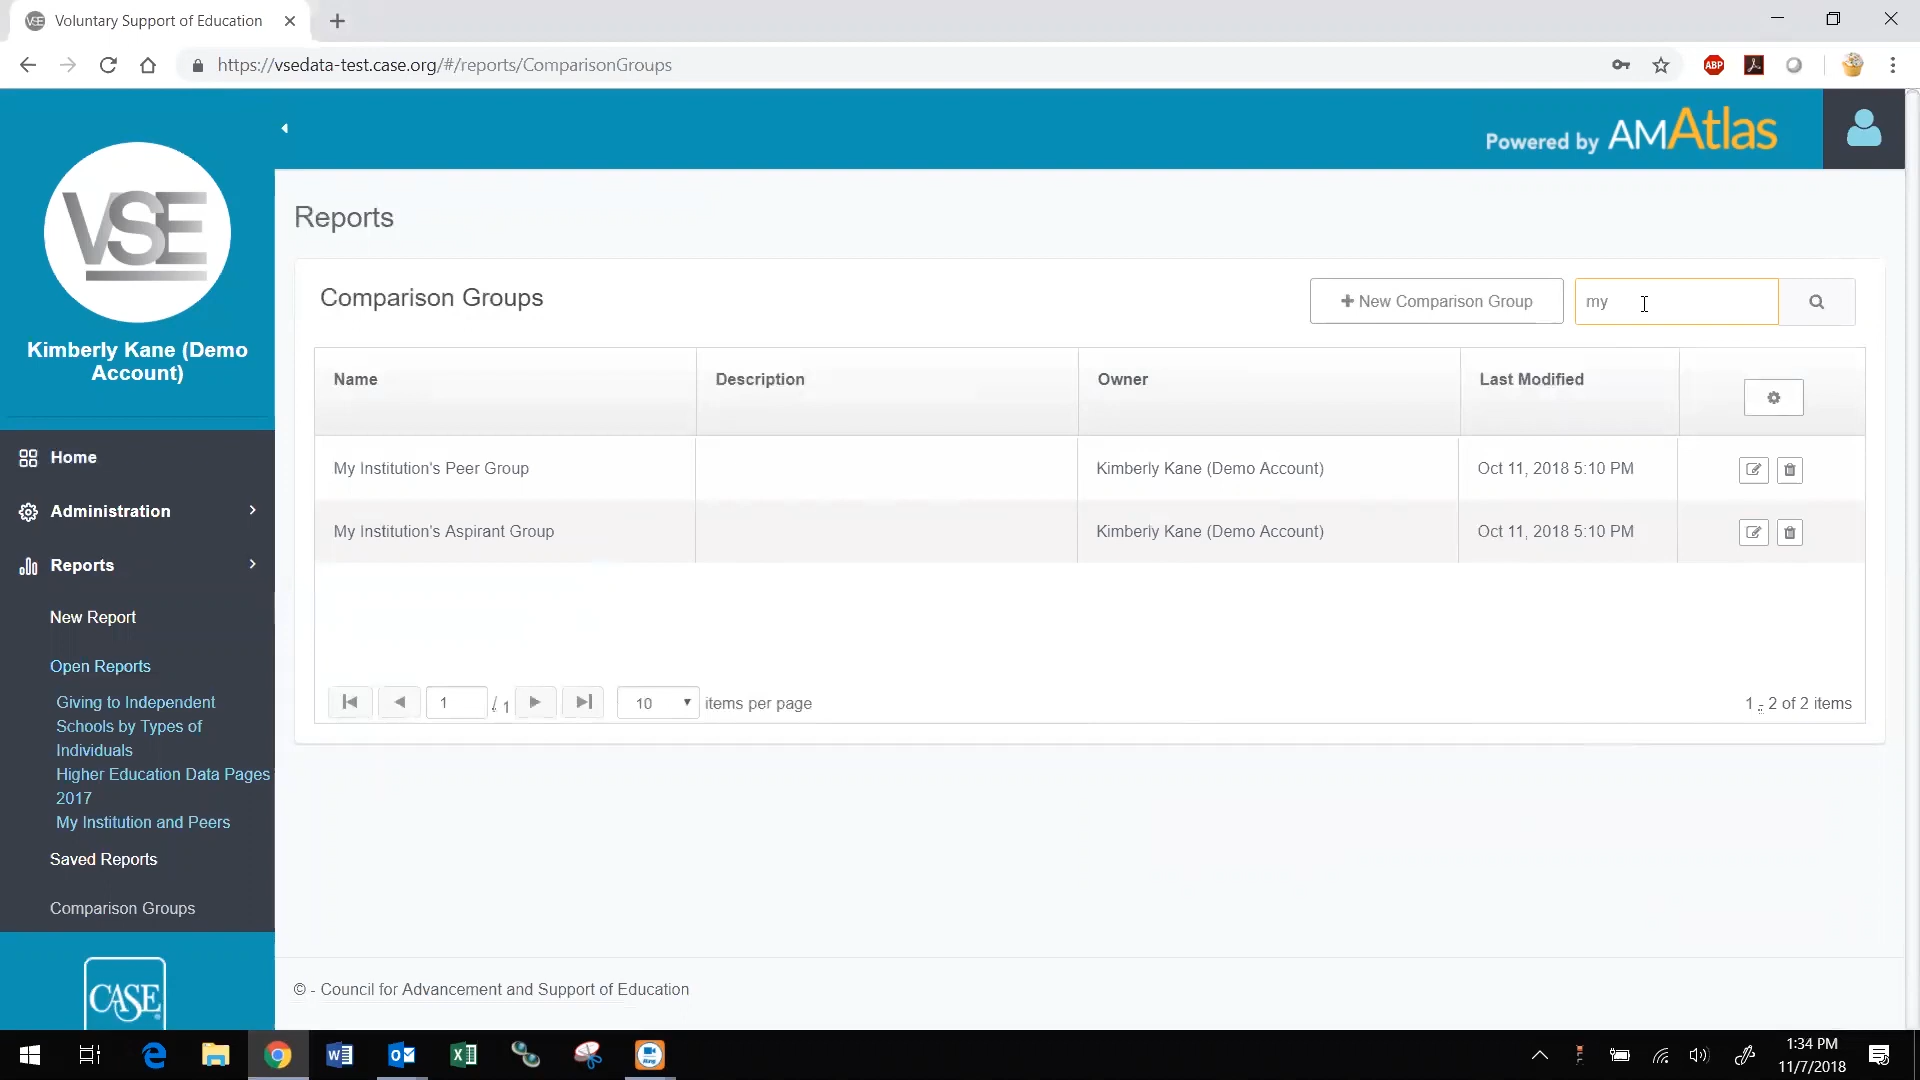 VSE Voluntary Support of Education
https://vsedata-test.case.org/#/reports/ComparisonGroups
ABP
Powered by AMAtlas
VSE
Kimberly Kane (Demo
Account)
Home
Administration
Reports
New Report
Open Reports
Giving to Independent
Schools by Types of
Individuals
Higher Education Data Pages
2017
My Institution and Peers
Saved Reports
Comparison Groups
CASE
Reports
Comparison Groups
New Comparison Group
my
Name Description Owner Last Modified
My Institution's Peer Group Kimberly Kane (Demo Account) Oct 11, 2018 5:10 PM
My Institution's Aspirant Group Kimberly Kane (Demo Account) Oct 11, 2018 5:10 PM
1 / 1 10 items per page 1 - 2 of 2 items
© - Council for Advancement and Support of Education
1:34 PM
11/7/2018